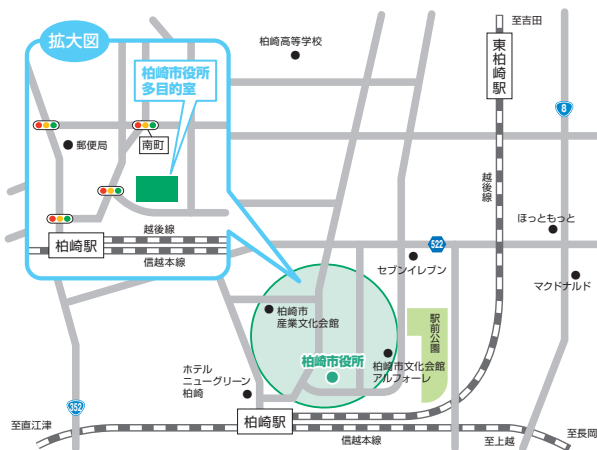 拡大図
柏崎市役所
多目的室
郵便局
南町
越後線
柏崎駅
信越本線
柏崎高等学校
至吉田
東柏崎駅
8
越後線
ほっともっと
522
セブンイレブン
マクドナルド
柏崎市
産業文化会館
駅前公園
柏崎市役所
柏崎市文化会館
アルフォーレ
ホテル
ニューグリーン
柏崎
352
至直江津
柏崎駅
信越本線
至上越
至長岡